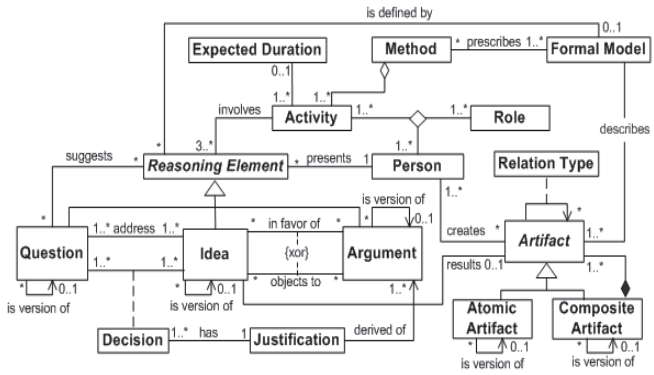 is defined by
Expected Duration
Method
* prescribes 1..*
0..1
Formal Model
0..1
involves
1..*
1..*
Activity
1..*
1..*
Role
describes
suggests
*
*
3..*
1..*
Reasoning Element
* presents 1
Person
Relation Type
1..*
is version of
*
*
1..* address 1..*
*
in favor of
*
*
0..1
creates
*
Artifact
1..*
Question
Idea
{xor}
Argument
1..*
1..*
*
objects to
*
results 0..1
1..*
*
0..1
*
0..1
1..*
is version of
is version of
Atomic
Artifact
Composite
Artifact
Decision
1..* has 1
Justification
derived of
*
0..1
*
0..1
is version of
is version of